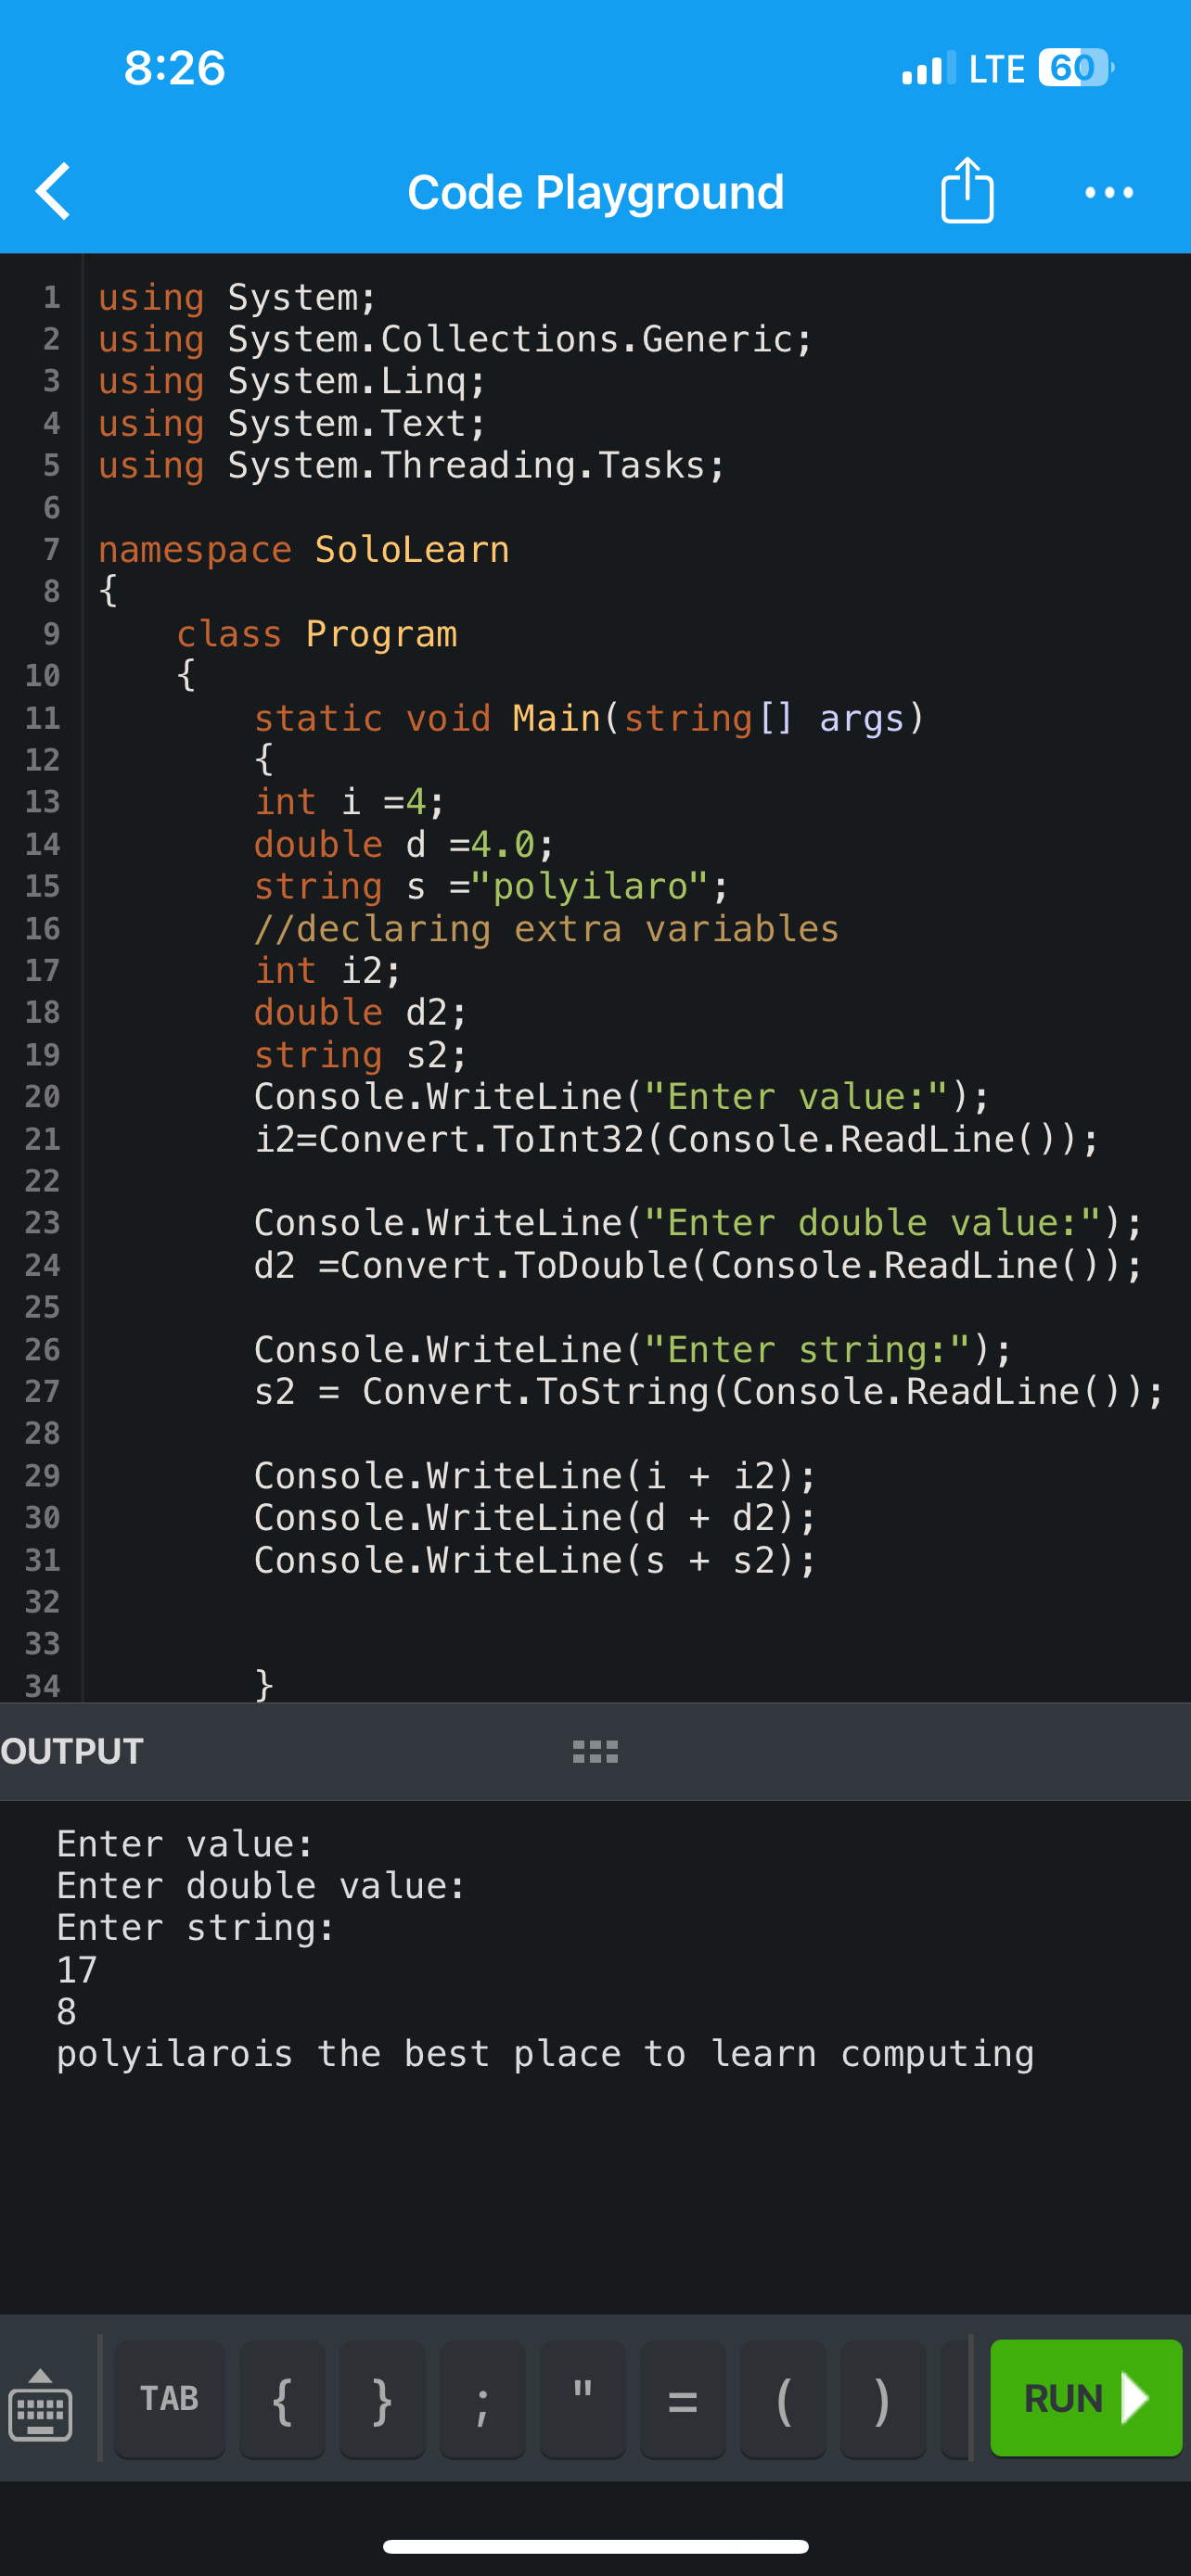 8:26
LTE 60
Code Playground
1 using System;
2 using System.Collections.Generic;
3 using System.Linq;
4 using System.Text;
5 using System.Threading.Tasks;
6
7 namespace SoloLearn
8 {
9     class Program
10     {
11         static void Main(string[] args)
12         {
13         int i =4;
14         double d =4.0;
15         string s ="polyilaro";
16         //declaring extra variables
17         int i2;
18         double d2;
19         string s2;
20         Console.WriteLine("Enter value:");
21         i2=Convert.ToInt32(Console.ReadLine());
22
23         Console.WriteLine("Enter double value:");
24         d2 =Convert.ToDouble(Console.ReadLine());
25
26         Console.WriteLine("Enter string:");
27         s2 = Convert.ToString(Console.ReadLine());
28
29         Console.WriteLine(i + i2);
30         Console.WriteLine(d + d2);
31         Console.WriteLine(s + s2);
32
33
34         }
OUTPUT
Enter value:
Enter double value:
Enter string:
17
8
polyilarois the best place to learn computing
TAB { } ; " = ( ) RUN